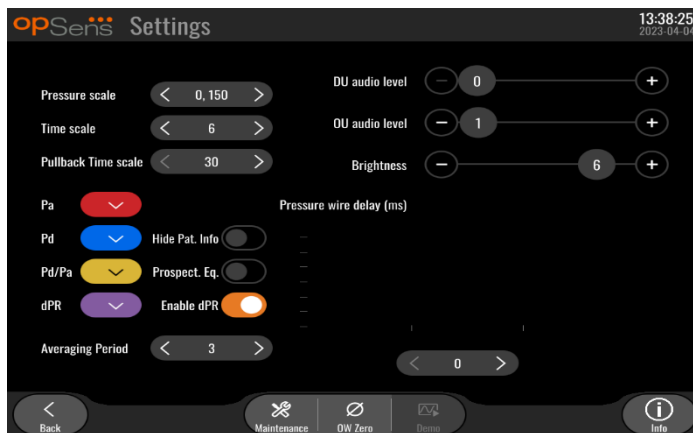 opSens Settings
13:38:25
2023-04-04
Pressure scale 0, 150
Time scale 6
Pullback Time scale 30
DU audio level 0
OU audio level 1
Brightness 6
Pa
Pd
Pd/Pa
dPR
Hide Pat. Info
Prospect. Eq.
Enable dPR
Pressure wire delay (ms)
Averaging Period 3
0
Back
Maintenance
OW Zero
Demo
Info